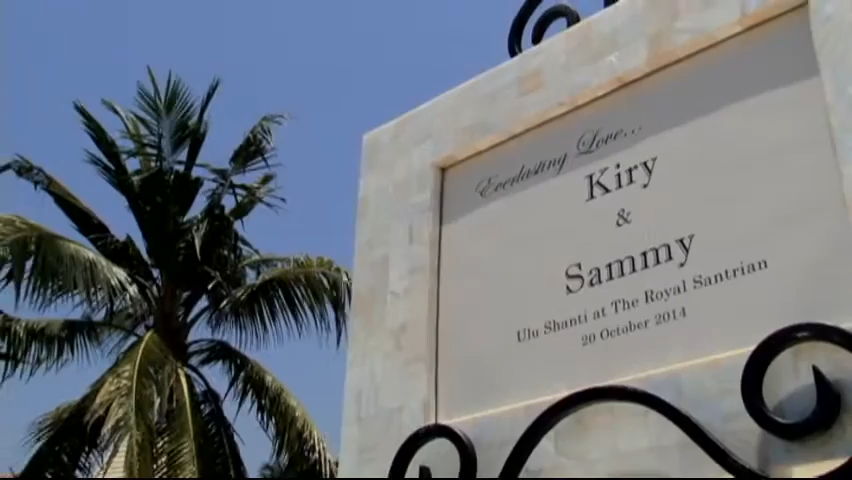 Everlasting Love...
Kiry
&
Sammy
Ulu Shanti at The Royal Santrian
20 October 2014